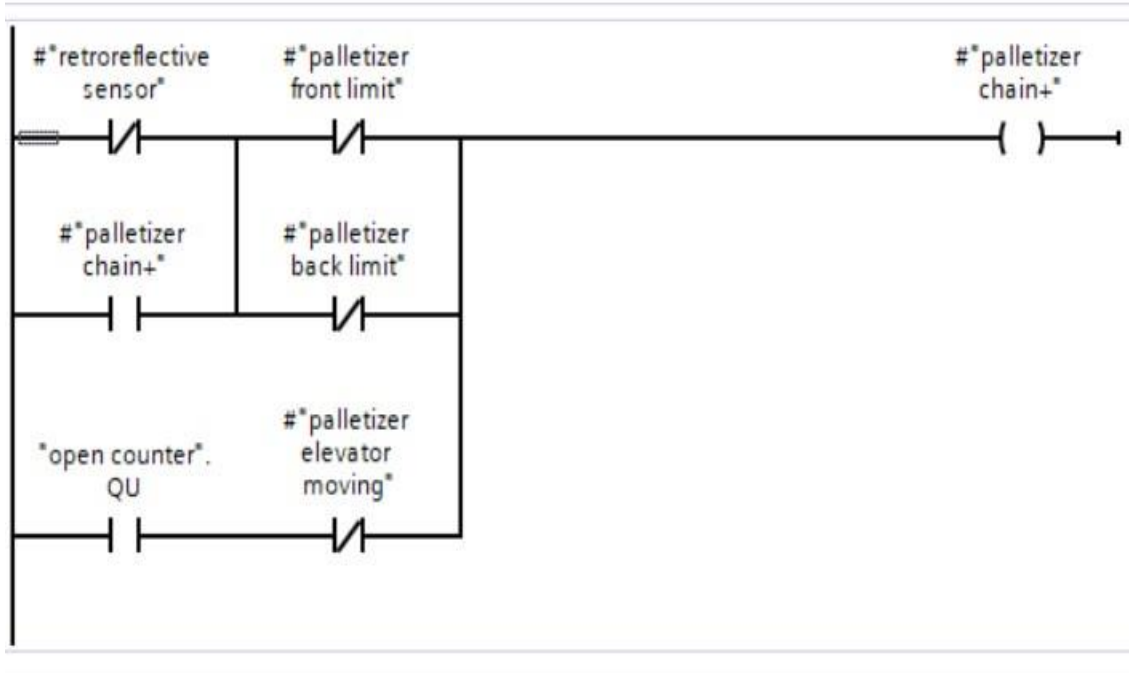 #"retroreflective
sensor"
#"palletizer
front limit"
#"palletizer
chain+"
#"palletizer
chain+"
#"palletizer
back limit"
"open counter".
QU
#"palletizer
elevator
moving"